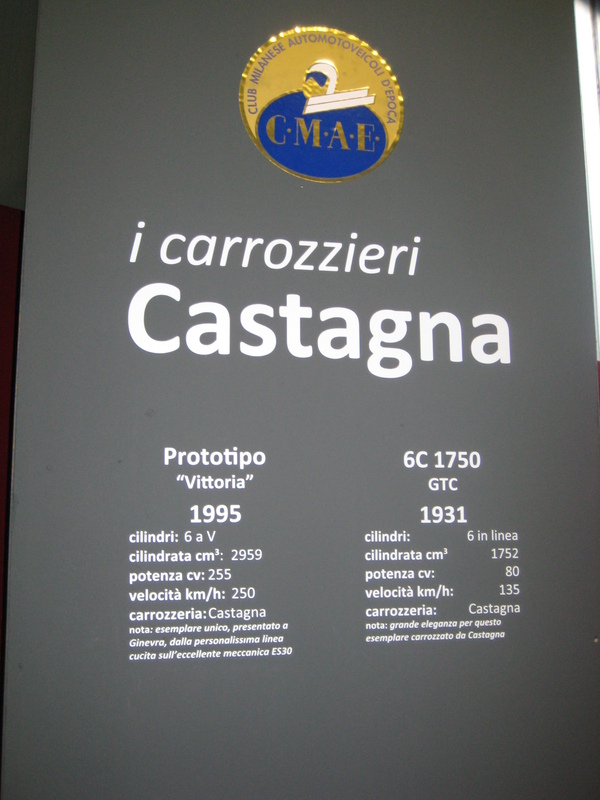 CLUB MILANESE AUTOMOTOVEICOLI D'EPOCA
C·M·A·E·
i carrozzieri
Castagna
Prototipo
“Vittoria”
1995
cilindri: 6 a V
cilindrata cm³: 2959
potenza cv: 255
velocità km/h: 250
carrozzeria: Castagna
nota: esemplare unico, presentato a
Ginevra, dalla personalissma linea
cucita sull'eccellente meccanica ES30
6C 1750
GTC
1931
cilindri: 6 in linea
cilindrata cm³ 1752
potenza cv: 80
velocità km/h: 135
carrozzeria: Castagna
nota: grande eleganza per questo
esemplare carrozzato da Castagna